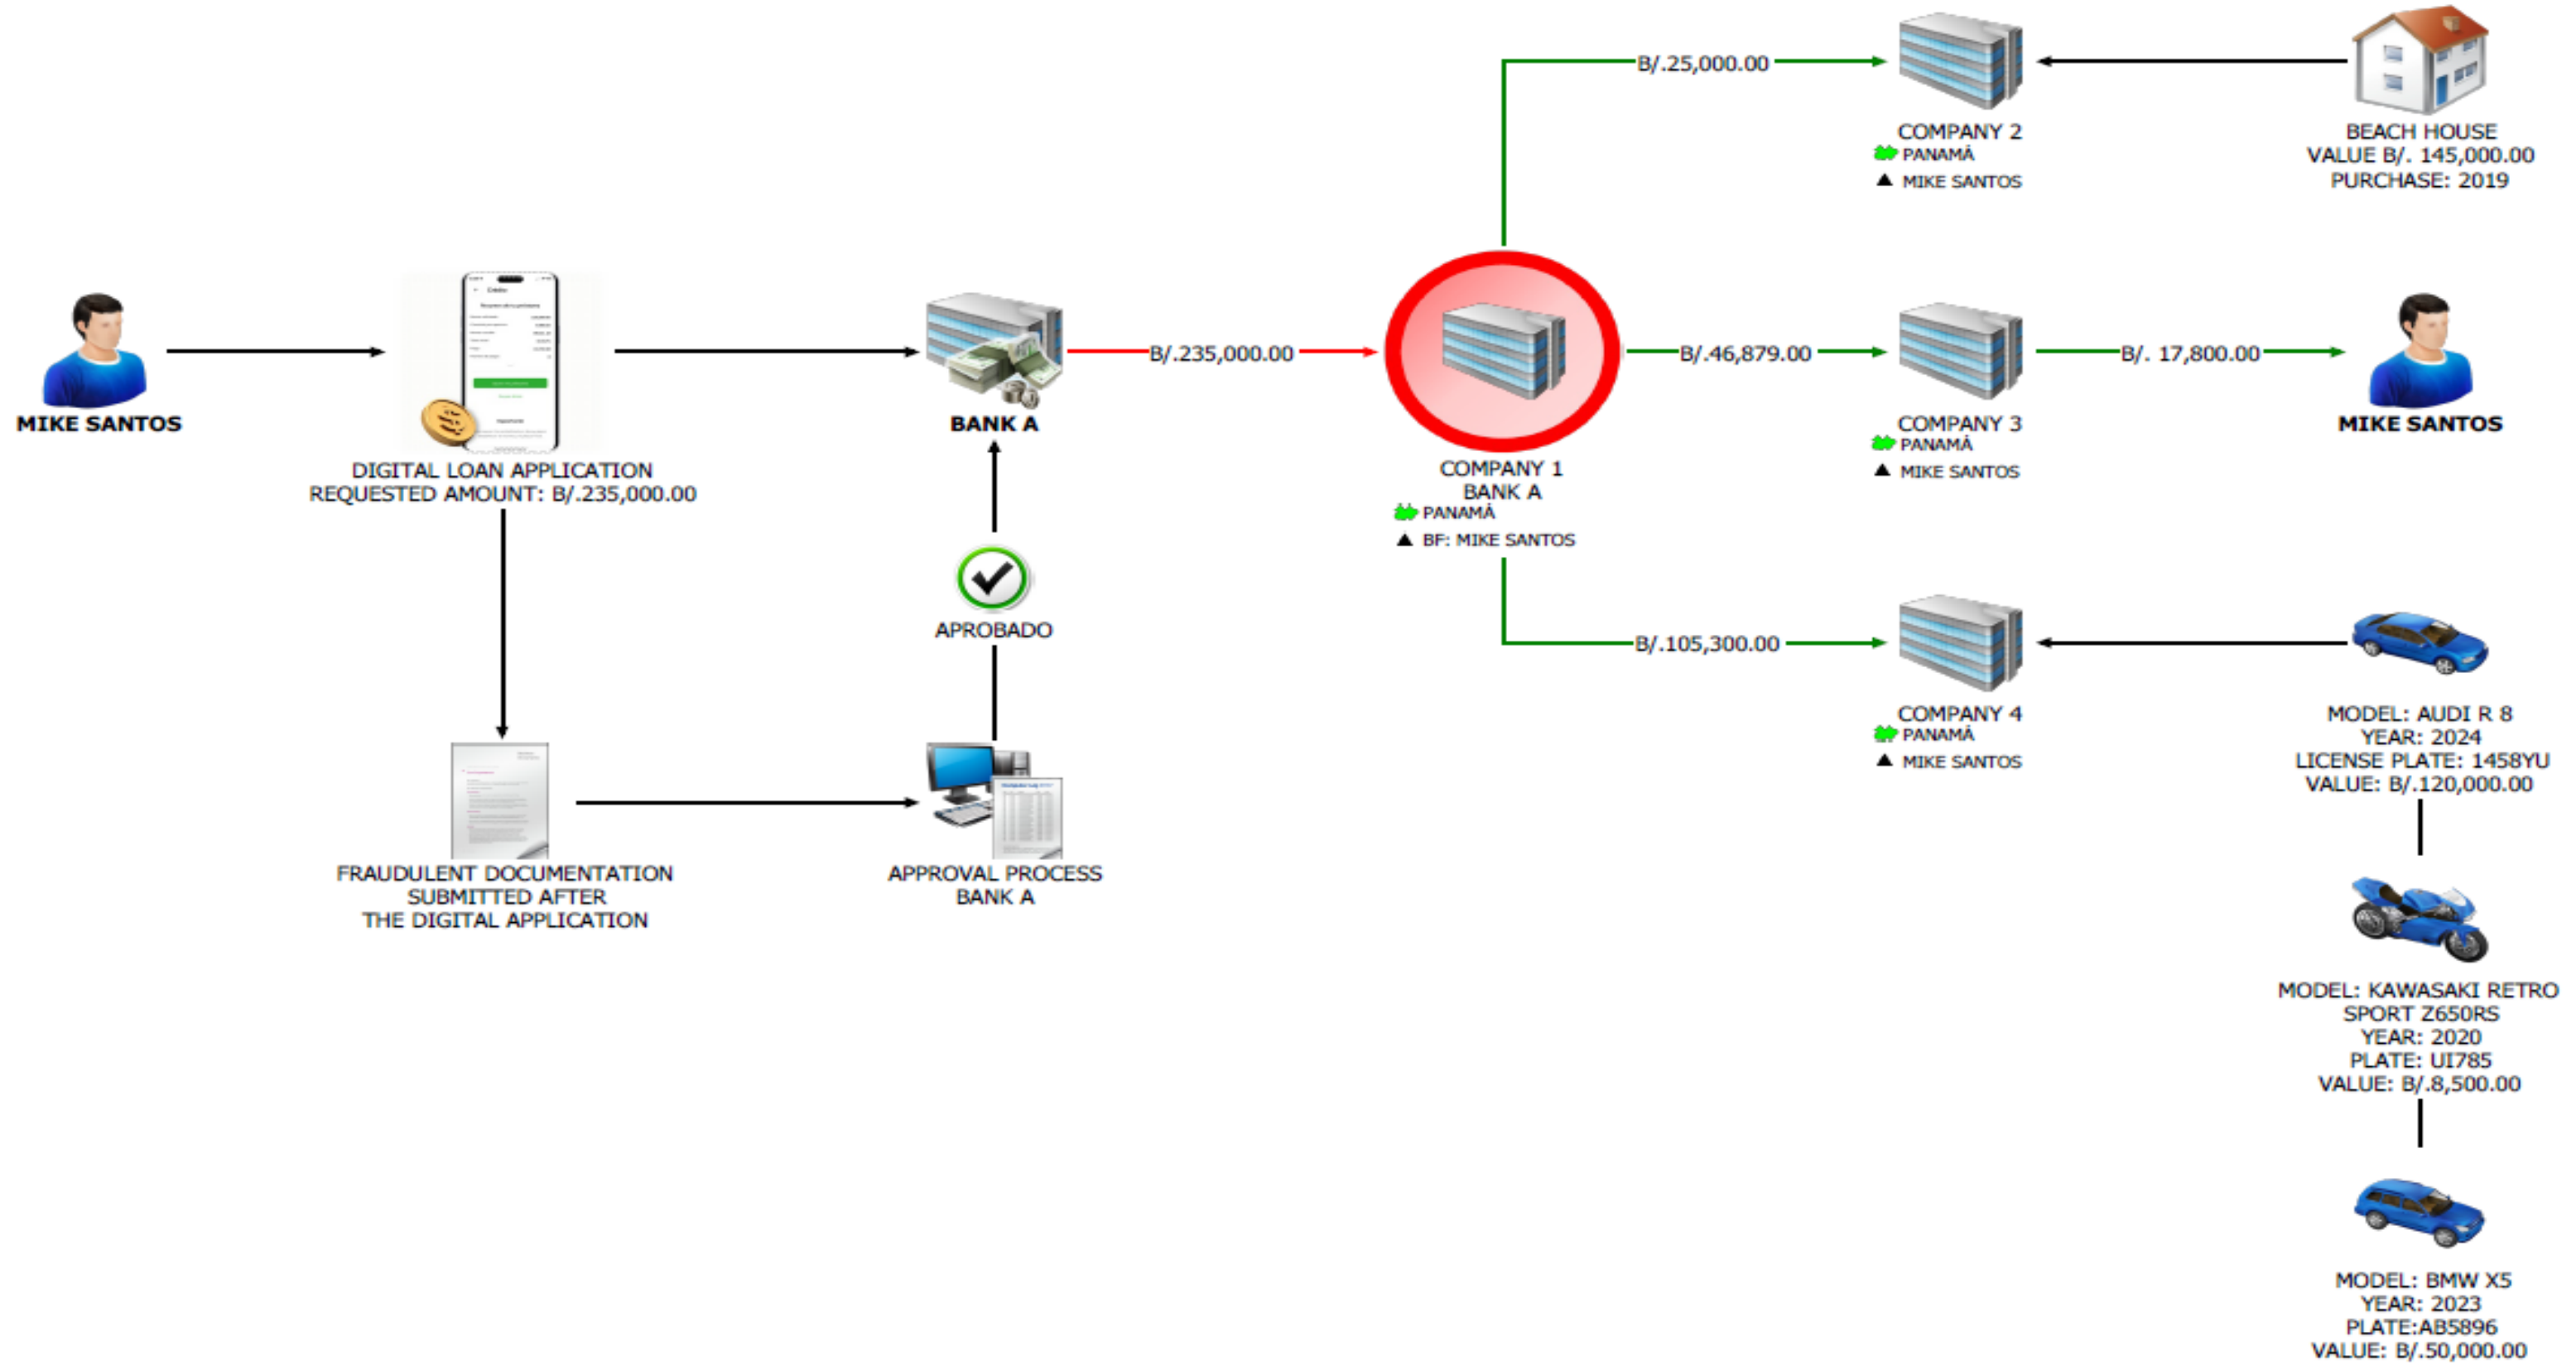 MIKE SANTOS
DIGITAL LOAN APPLICATION
REQUESTED AMOUNT: B/.235,000.00
FRAUDULENT DOCUMENTATION
SUBMITTED AFTER
THE DIGITAL APPLICATION
BANK A
APROBADO
APPROVAL PROCESS
BANK A
B/.235,000.00
COMPANY 1
BANK A
PANAMÁ
BF: MIKE SANTOS
B/.25,000.00
COMPANY 2
PANAMÁ
MIKE SANTOS
BEACH HOUSE
VALUE B/. 145,000.00
PURCHASE: 2019
B/.46,879.00
COMPANY 3
PANAMÁ
MIKE SANTOS
B/. 17,800.00
MIKE SANTOS
B/.105,300.00
COMPANY 4
PANAMÁ
MIKE SANTOS
MODEL: AUDI R 8
YEAR: 2024
LICENSE PLATE: 1458YU
VALUE: B/.120,000.00
MODEL: KAWASAKI RETRO
SPORT Z650RS
YEAR: 2020
PLATE: UI785
VALUE: B/.8,500.00
MODEL: BMW X5
YEAR: 2023
PLATE:AB5896
VALUE: B/.50,000.00